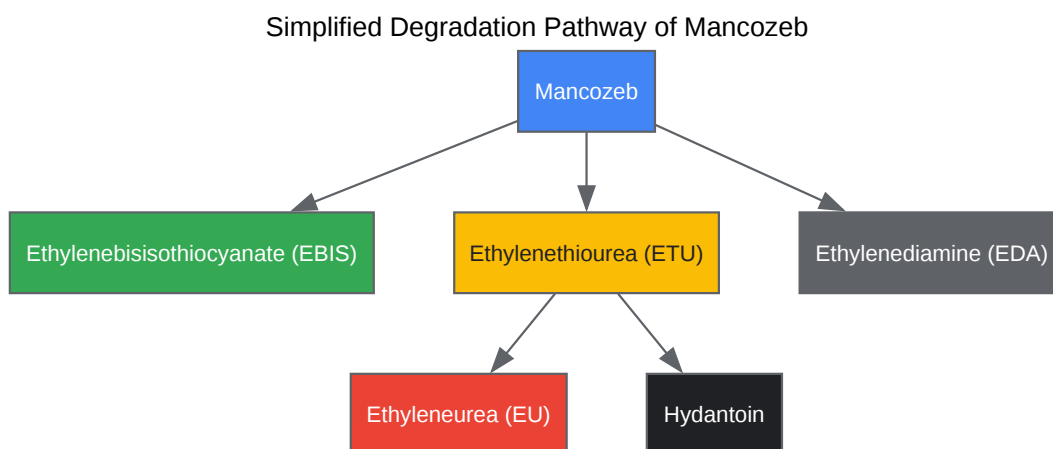 Simplified Degradation Pathway of Mancozeb
Mancozeb
Ethylenebisisothiocyanate (EBIS)
Ethylenethiourea (ETU)
Ethylenediamine (EDA)
Ethyleneurea (EU)
Hydantoin